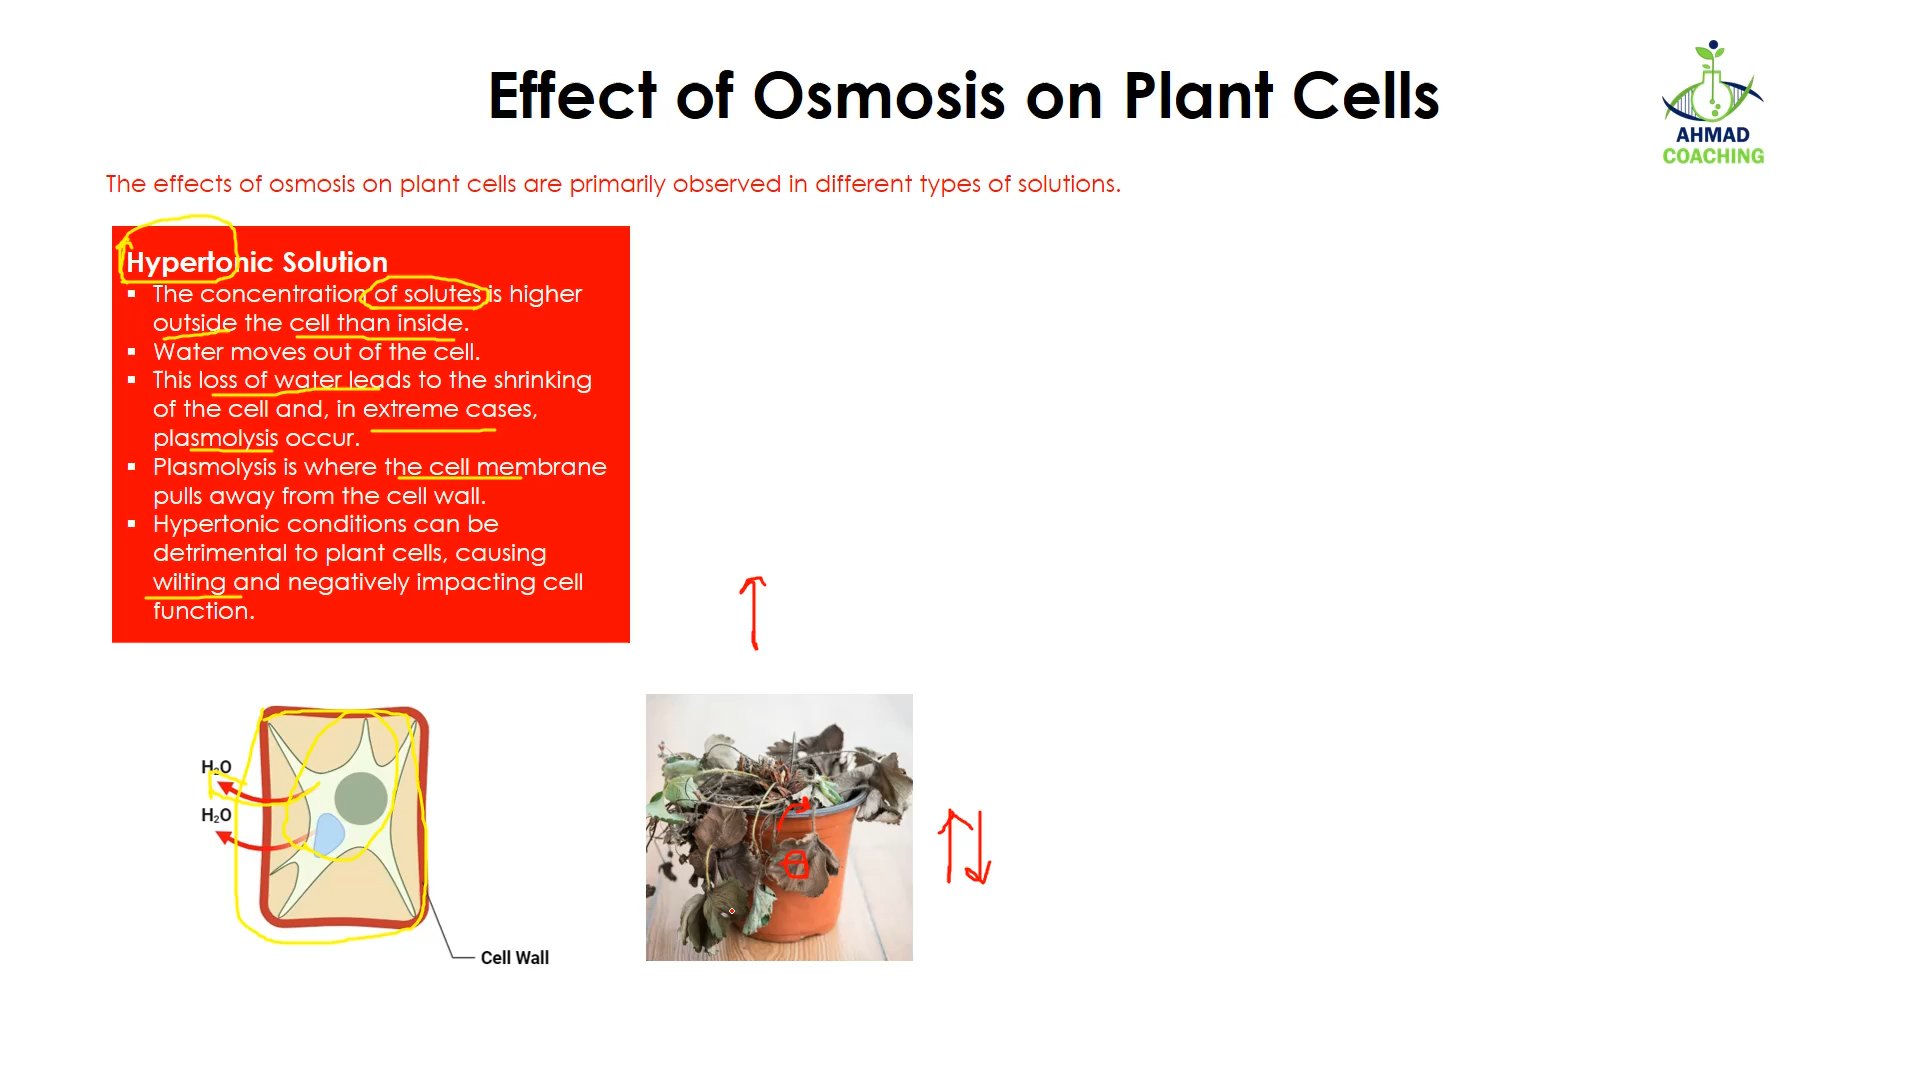 Effect of Osmosis on Plant Cells
AHMAD
COACHING
The effects of osmosis on plant cells are primarily observed in different types of solutions.
Hypertonic Solution
▪ The concentration of solutes is higher
outside the cell than inside.
▪ Water moves out of the cell.
▪ This loss of water leads to the shrinking
of the cell and, in extreme cases,
plasmolysis occur.
▪ Plasmolysis is where the cell membrane
pulls away from the cell wall.
▪ Hypertonic conditions can be
detrimental to plant cells, causing
wilting and negatively impacting cell
function.
H₂O
H₂O
Cell Wall